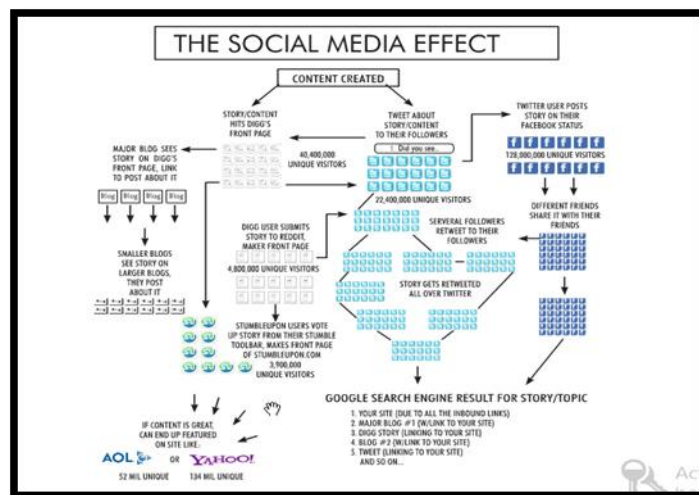 THE SOCIAL MEDIA EFFECT
CONTENT CREATED
STORY/CONTENT
HITS DIGG'S
FRONT PAGE
TWEET ABOUT
STORY/CONTENT
TO THEIR FOLLOWERS
Did you see..
TWITTER USER POSTS
STORY ON THEIR
FACEBOOK STATUS
128,000,000 UNIQUE VISITORS
MAJOR BLOG SEES
STORY ON DIGG'S
FRONT PAGE, LINK
TO POST ABOUT IT
40,400,000
UNIQUE VISITORS
Blog Blog Blog Blog
22,400,000 UNIQUE VISITORS
DIFFERENT FRIENDS
SHARE IT WITH THEIR
FRIENDS
DIGG USER SUBMITS
STORY TO REDDIT,
MAKER FRONT PAGE
4,800,000 UNIQUE VISITORS
SERVERAL FOLLOWERS
RETWEET TO THEIR
FOLLOWERS
SMALLER BLOGS
SEE STORY ON
LARGER BLOGS,
THEY POST
ABOUT IT
STORY GETS RETWEETED
ALL OVER TWITTER
STUMBLEUPON USERS VOTE
UP STORY FROM THEIR STUMBLE
TOOLBAR, MAKES FRONT PAGE
OF STUMBLEUPON.COM
3,900,000
UNIQUE VISITORS
GOOGLE SEARCH ENGINE RESULT FOR STORY/TOPIC
1. YOUR SITE (DUE TO ALL THE INBOUND LINKS)
2. MAJOR BLOG #1 (W/LINK TO YOUR SITE)
3. DIGG STORY (LINKING TO YOUR SITE)
4. BLOG #2 (W/LINK TO YOUR SITE)
5. TWEET (LINKING TO YOUR SITE)
AND SO ON...
IF CONTENT IS GREAT,
CAN END UP FEATURED
ON SITE LIKE:
AOL OR YAHOO!
52 MIL UNIQUE 134 MIL UNIQUE